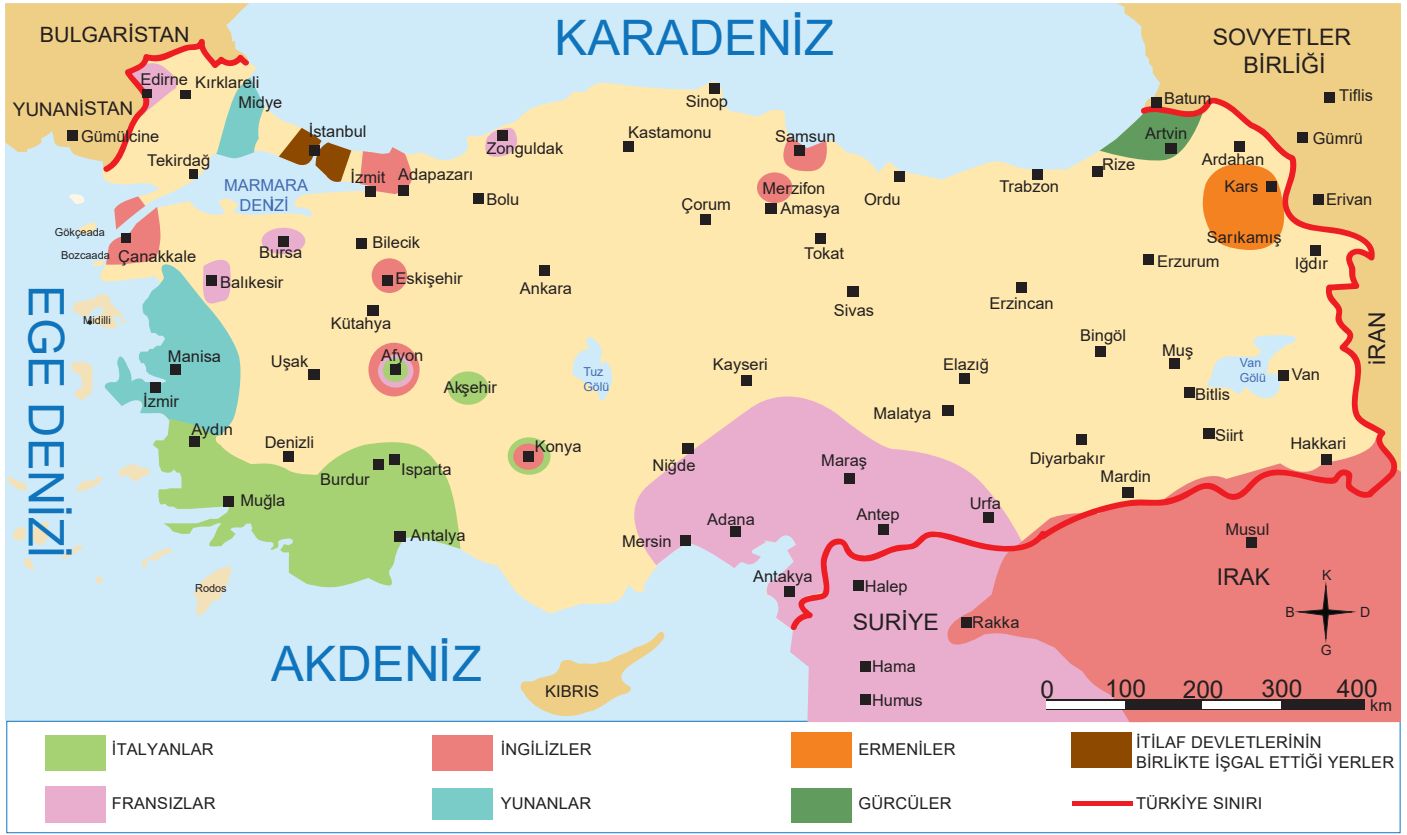 KARADENİZ
BULGARİSTAN
SOVYETLER
BİRLİĞİ
Edirne
Kırklareli
YUNANİSTAN
Midye
Sinop
Batum
Tiflis
Gümülcine
İstanbul
Zonguldak
Kastamonu
Samsun
Artvin
Gümrü
Tekirdağ
Ardahan
Rize
İzmit
Adapazarı
MARMARA
DENZİ
Bolu
Merzifon
Amasya
Ordu
Trabzon
Kars
Erivan
Çorum
Gökçeada
Bozcaada
Çanakkale
Bursa
Bilecik
Tokat
Sarıkamış
Iğdır
Erzurum
Balıkesir
Eskişehir
Ankara
Sivas
Erzincan
EGE DENİZİ
Midilli
Kütahya
İRAN
Manisa
Uşak
Afyon
Akşehir
Tuz
Gölü
Kayseri
Elazığ
Bingöl
Muş
Van
Gölü
Van
İzmir
Malatya
Bitlis
Aydın
Denizli
Konya
Siirt
Hakkari
Isparta
Burdur
Niğde
Maraş
Diyarbakır
Mardin
Muğla
Antalya
Mersin
Adana
Antep
Urfa
Musul
Antakya
Halep
IRAK
Rodos
SURİYE
Rakka
K
B
D
G
AKDENİZ
KIBRIS
Hama
Humus
0 100 200 300 400
km
İTALYANLAR
İNGİLİZLER
ERMENİLER
İTİLAF DEVLETLERİNİN
BİRLİKTE İŞGAL ETTİĞİ YERLER
FRANSIZLAR
YUNANLAR
GÜRCÜLER
TÜRKİYE SINIRI